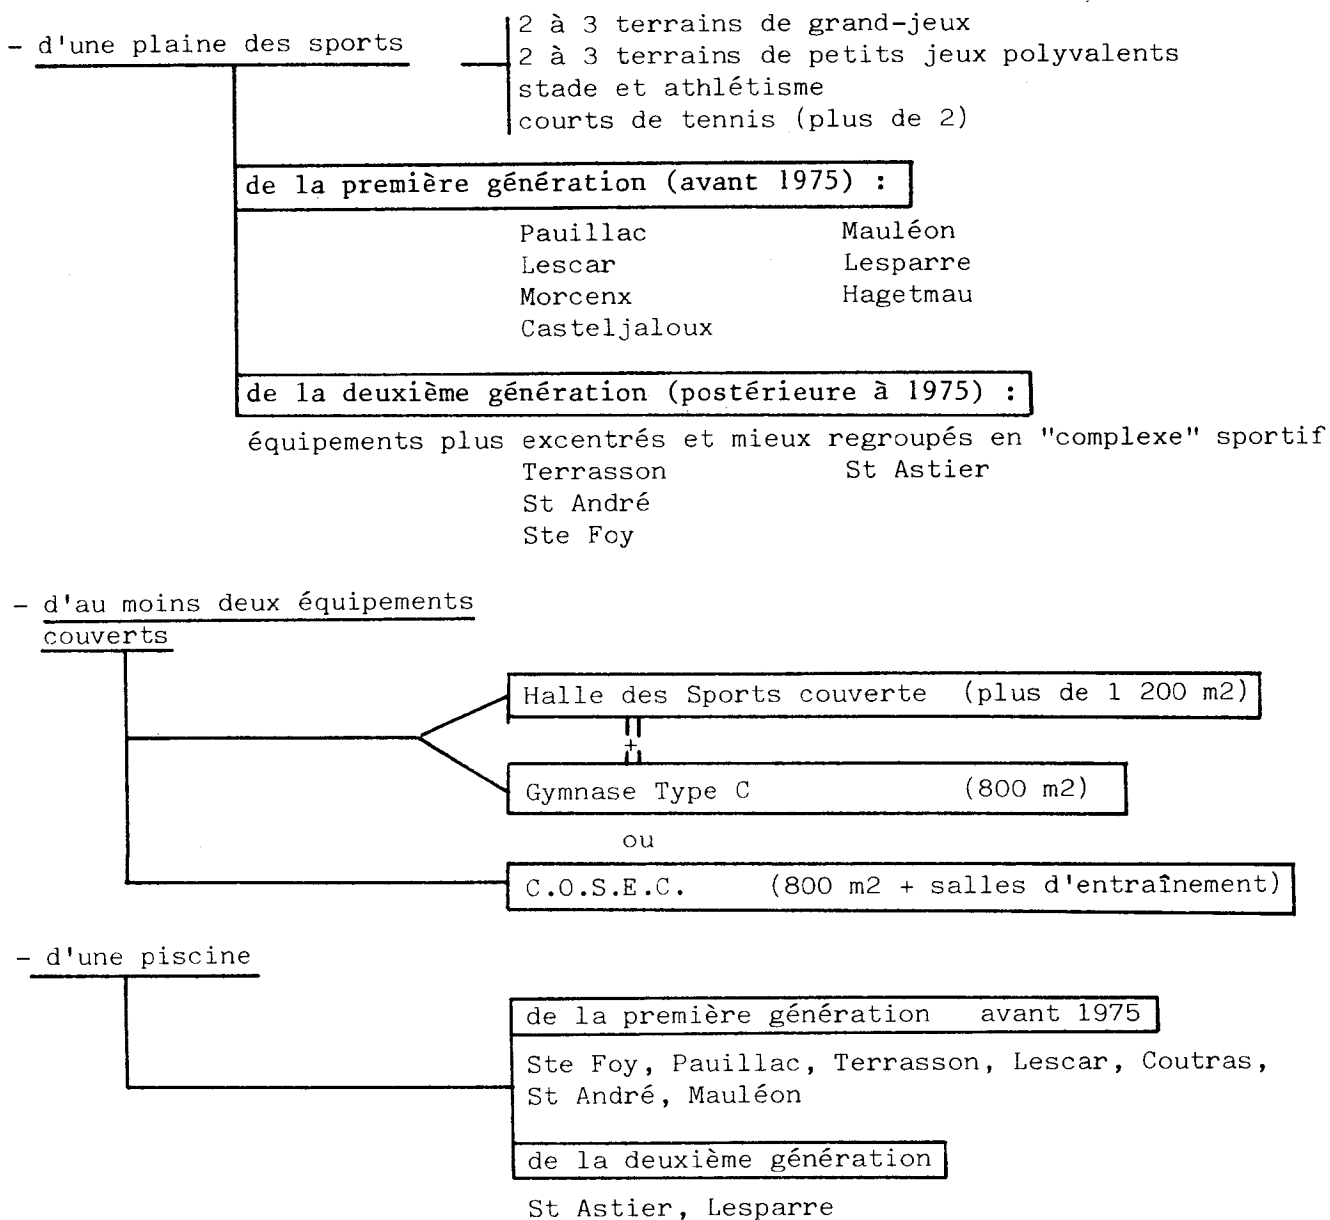 - d'une plaine des sports
2 à 3 terrains de grand-jeux
2 à 3 terrains de petits jeux polyvalents
stade et athlétisme
courts de tennis (plus de 2)
de la première génération (avant 1975) :
Pauillac Mauléon
Lescar Lesparre
Morcenx Hagetmau
Casteljaloux
de la deuxième génération (postérieure à 1975) :
équipements plus excentrés et mieux regroupés en "complexe" sportif
Terrasson St Astier
St André
Ste Foy
- d'au moins deux équipements
couverts
Halle des Sports couverte (plus de 1 200 m2)
+
Gymnase Type C (800 m2)
ou
C.O.S.E.C. (800 m2 + salles d'entraînement)
- d'une piscine
de la première génération avant 1975
Ste Foy, Pauillac, Terrasson, Lescar, Coutras,
St André, Mauléon
de la deuxième génération
St Astier, Lesparre